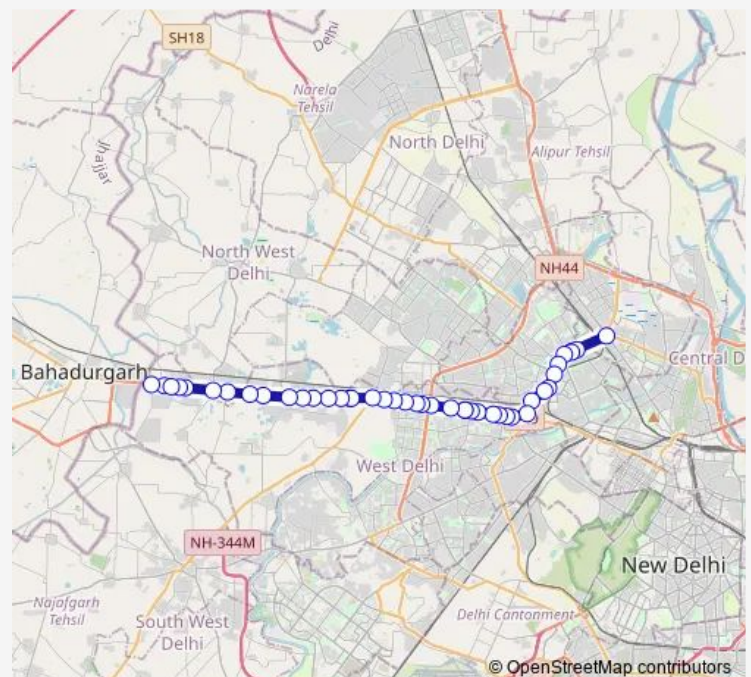 SH18
Delhi
Narela
Tehsil
North Delhi
Alipur Tehsil
Jhajjar
North West
Delhi
NH44
Bahadurgarh
Central D
West Delhi
NH-344M
New Delhi
Najafgarh
Tehsil
South West
Delhi
Delhi Cantonment
© OpenStreetMap contributors